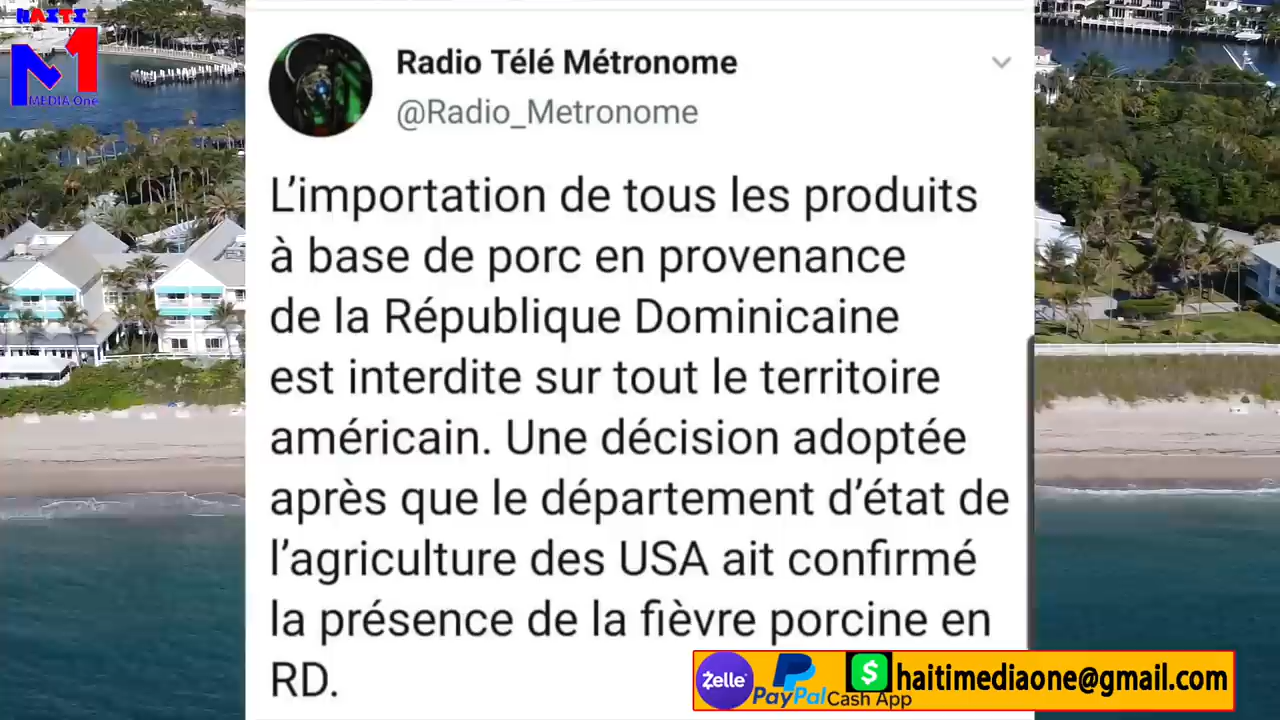 HAITI
M1
MEDIA One
Radio Télé Métronome
@Radio_Metronome
L’importation de tous les produits
à base de porc en provenance
de la République Dominicaine
est interdite sur tout le territoire
américain. Une décision adoptée
après que le département d’état de
l’agriculture des USA ait confirmé
la présence de la fièvre porcine en
RD.
Zelle
PayPal
$
Cash App
haitimediaone@gmail.com